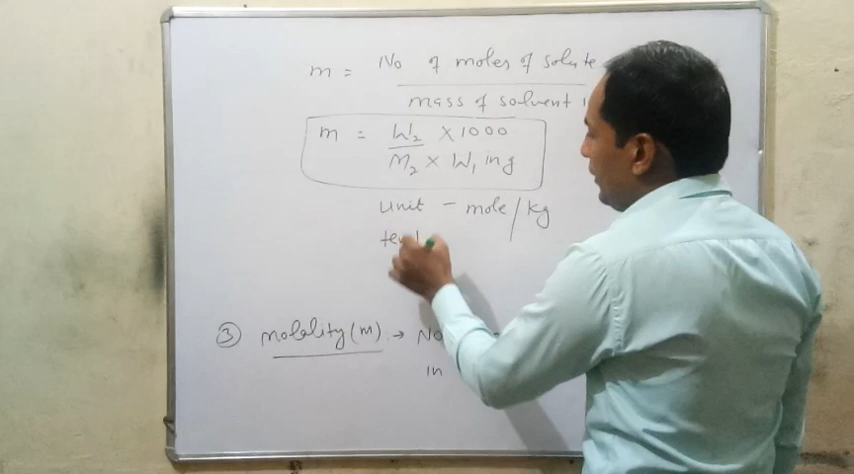 m = No of moles of solute
mass of solvent
m = W₂ × 1000
M₂ × W₁ in g
Unit - mole/kg
③ Molality (m) → No
in